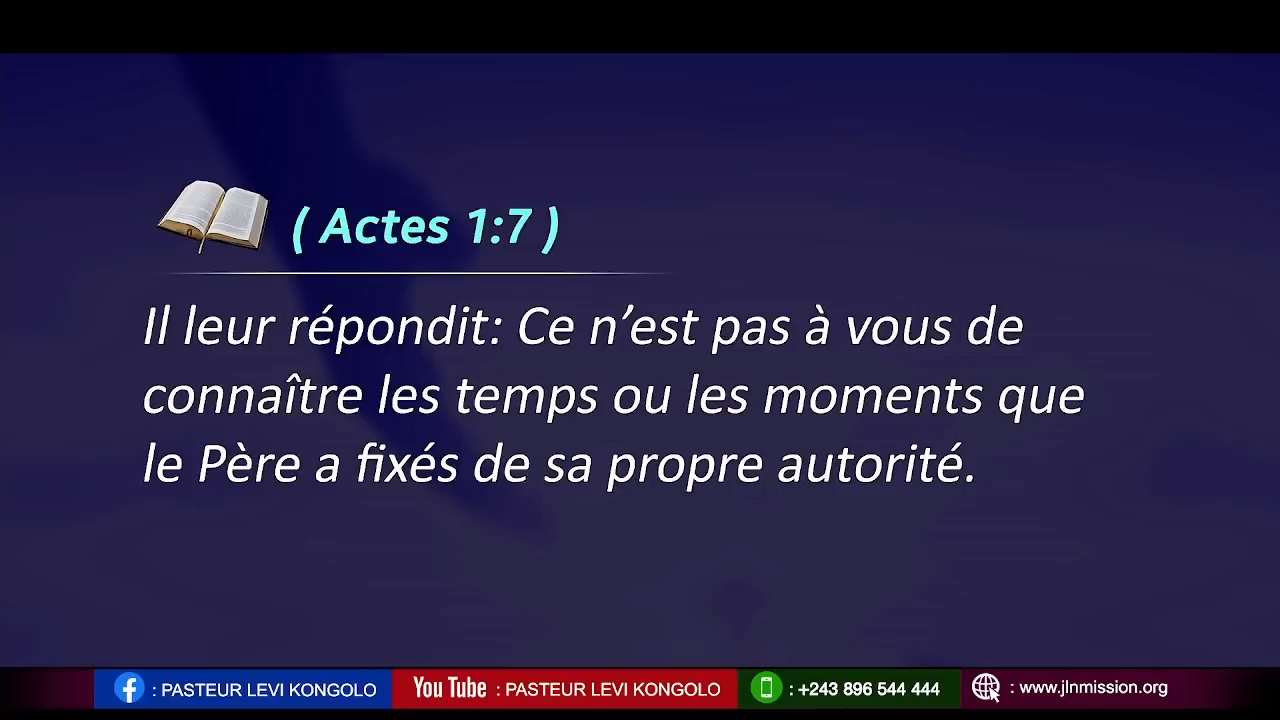 ( Actes 1:7 )
Il leur répondit: Ce n’est pas à vous de
connaître les temps ou les moments que
le Père a fixés de sa propre autorité.
: PASTEUR LEVI KONGOLO You Tube : PASTEUR LEVI KONGOLO : +243 896 544 444 : www.jlnmission.org